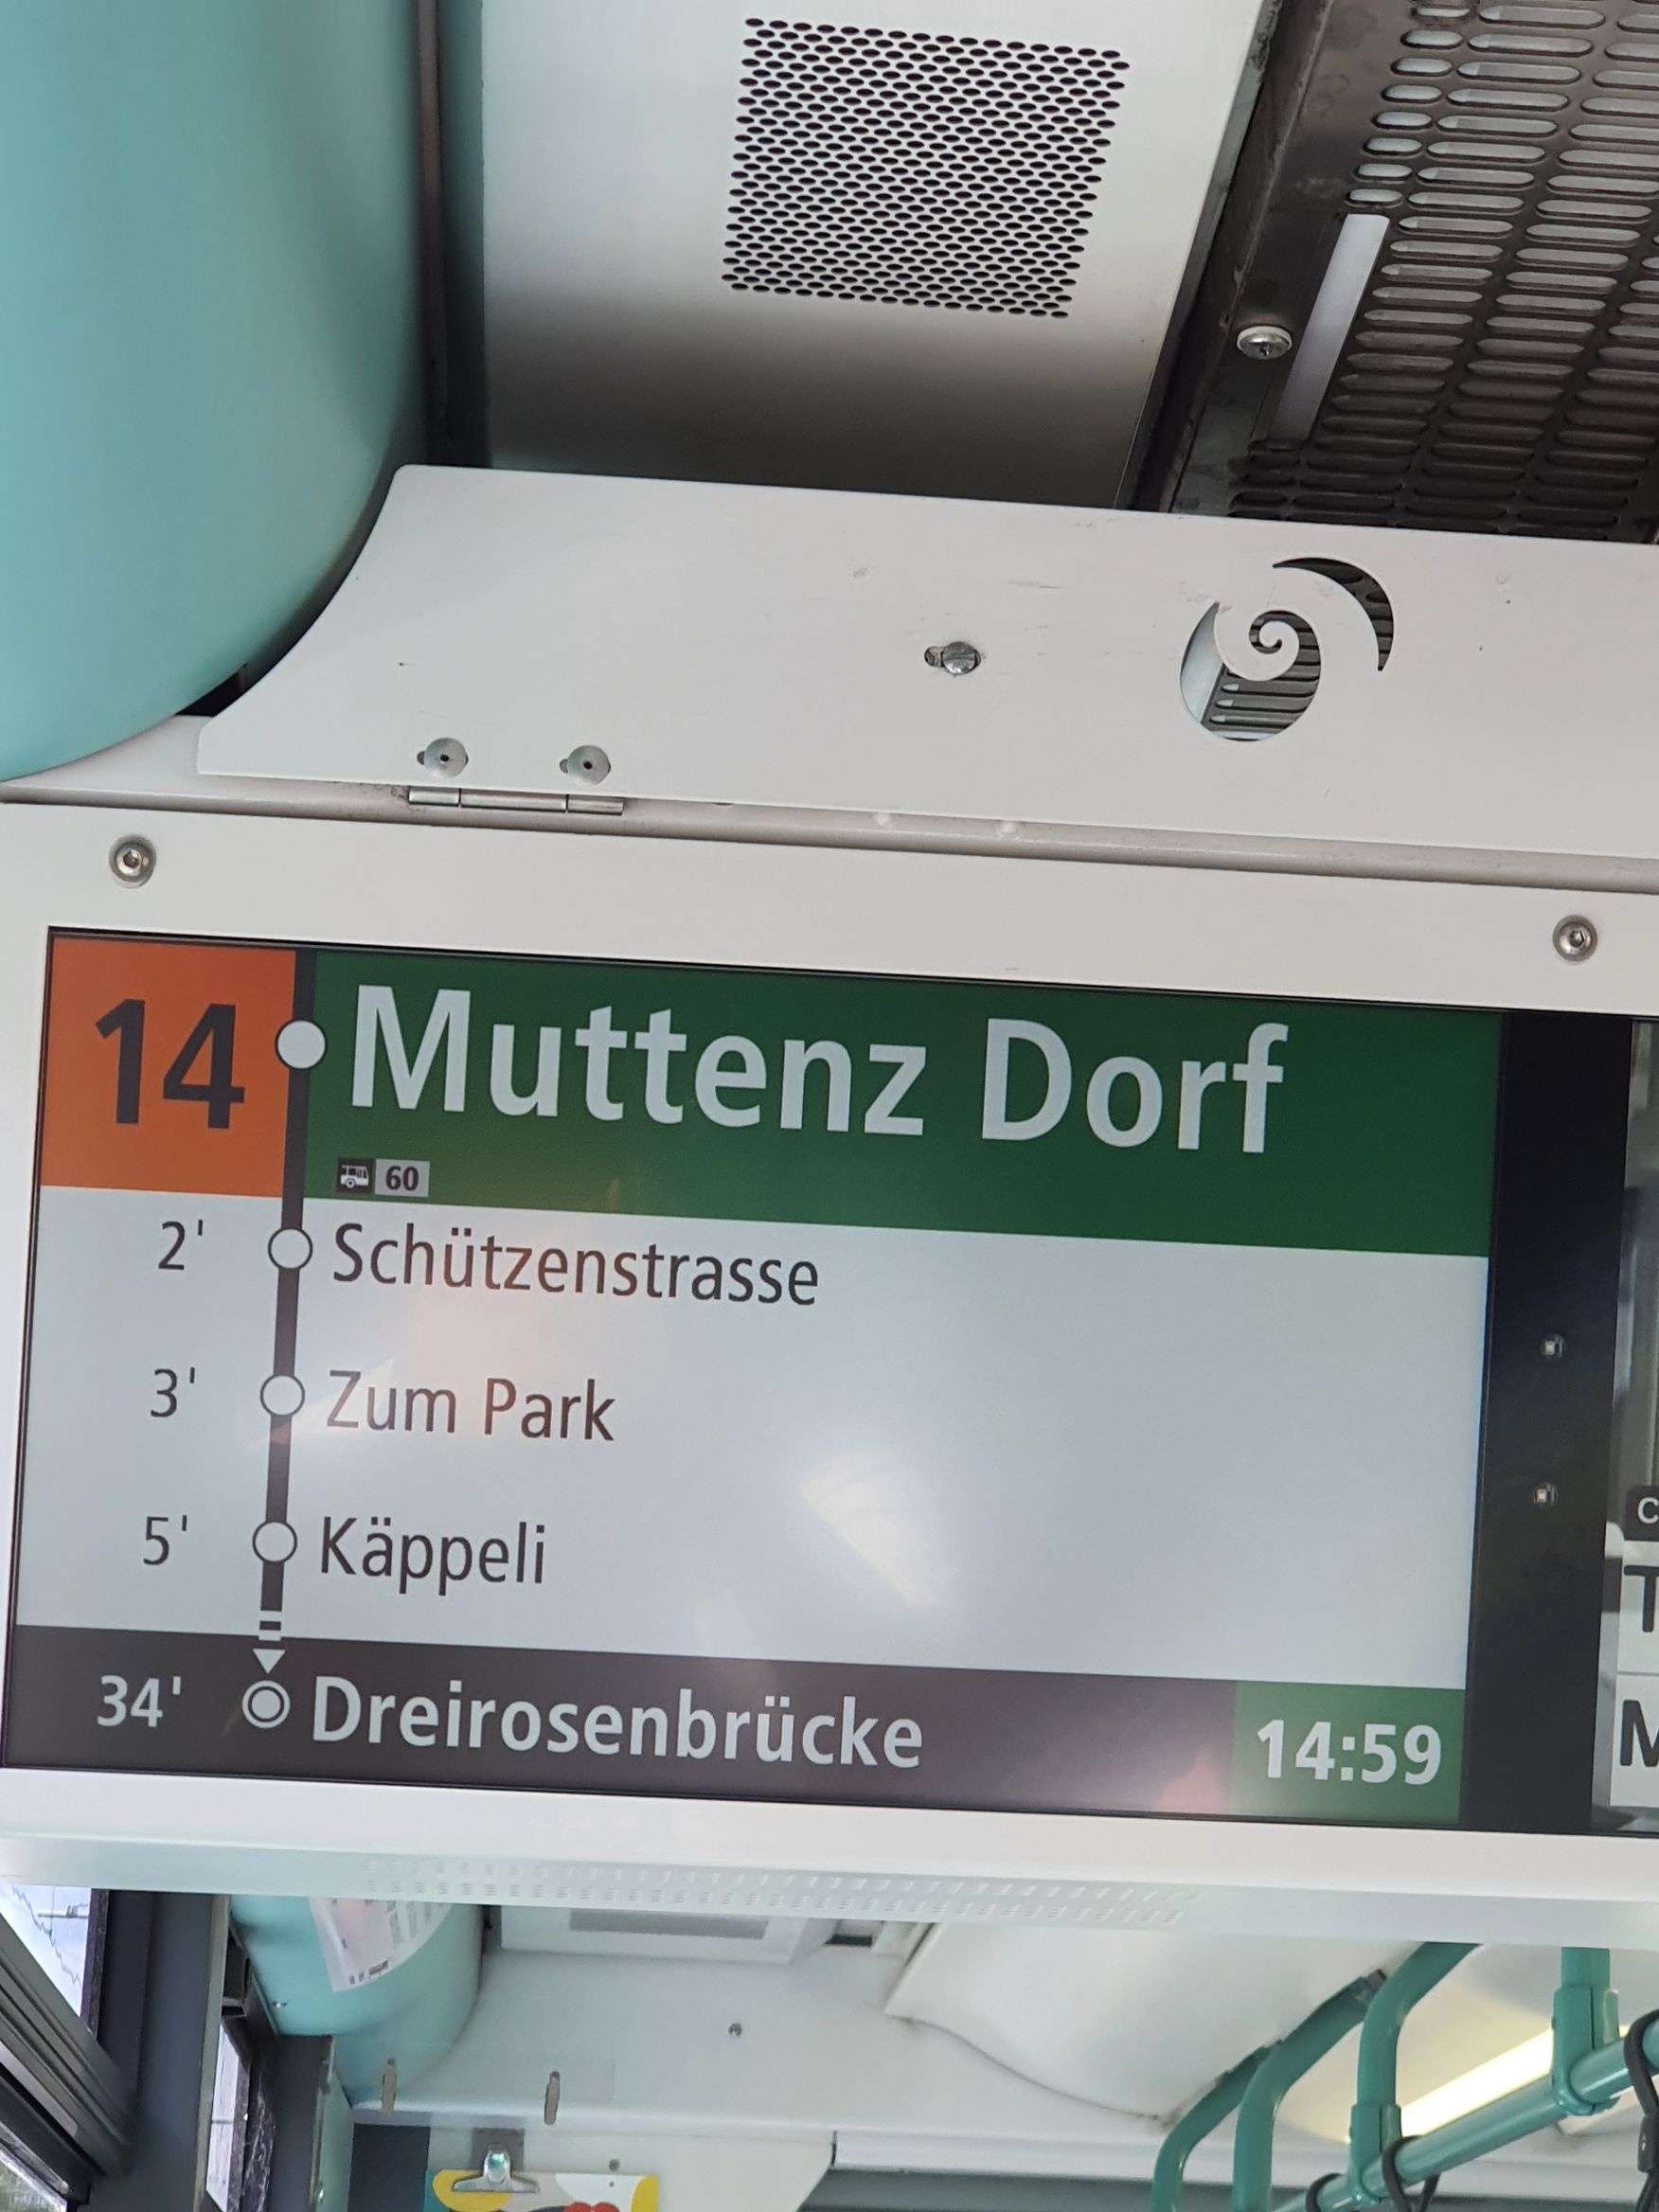 14 Muttenz Dorf
60
2' Schützenstrasse
3' Zum Park
5' Käppeli
34' Dreirosenbrücke 14:59